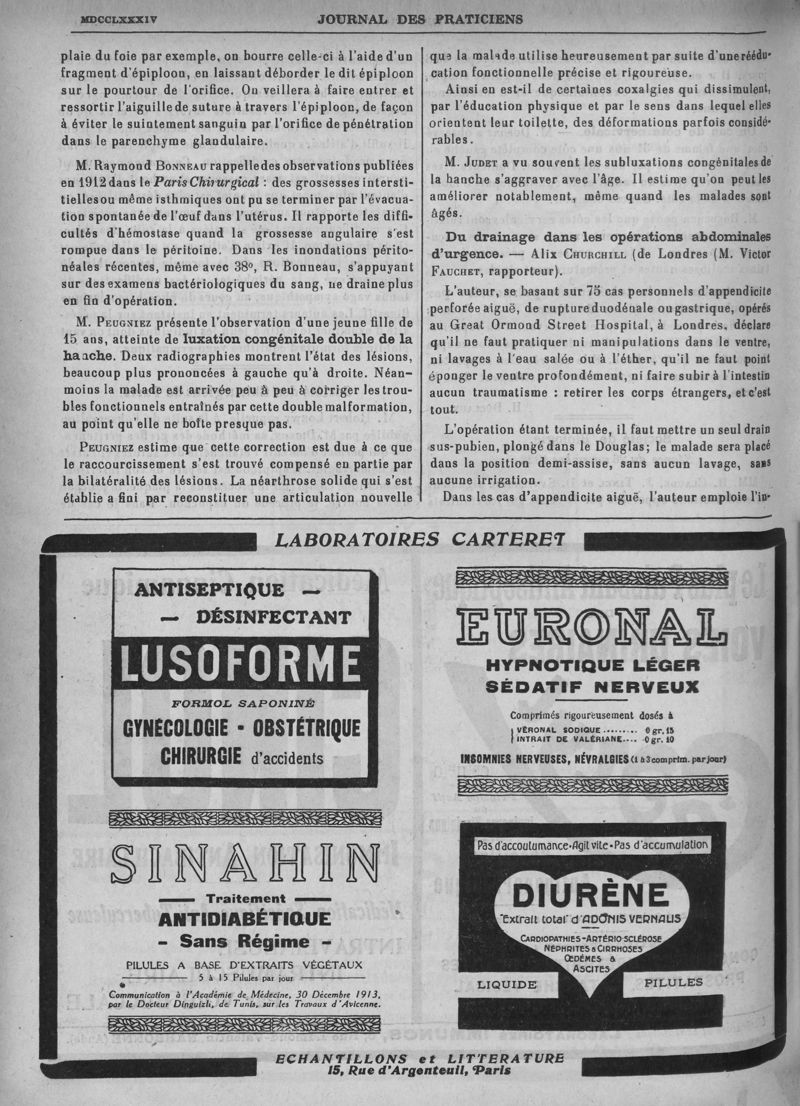 MDCCLXXXIV
JOURNAL DES PRATICIENS
plaie du foie par exemple, on bourre celle-ci à l'aide d'un
fragment d'épiploon, en laissant déborder le dit épiploon
sur le pourtour de l'orifice. On veillera à faire entrer et
ressortir l'aiguille de suture à travers l'épiploon, de façon
à éviter le suintement sanguin par l'orifice de pénétration
dans le parenchyme glandulaire.
M. Raymond BONNEAU rappelle des observations publiées
en 1912 dans le Paris Chirurgical : des grossesses intersti-
tielles ou même isthmiques ont pu se terminer par l'évacua-
tion spontanée de l'œuf dans l'utérus. Il rapporte les diffi-
cultés d'hémostase quand la grossesse angulaire s'est
rompue dans le péritoine. Dans les inondations périto-
néales récentes, même avec 38°, R. Bonneau, s'appuyant
sur des examens bactériologiques du sang, ne draine plus
en fin d'opération.
M. PEUGNIEZ présente l'observation d'une jeune fille de
15 ans, atteinte de luxation congénitale double de la
hanche. Deux radiographies montrent l'état des lésions,
beaucoup plus prononcées à gauche qu'à droite. Néan-
moins la malade est arrivée peu à peu à corriger les trou-
bles fonctionnels entraînés par cette double malformation,
au point qu'elle ne boîte presque pas.
PEUGNIEZ estime que cette correction est due à ce que
le raccourcissement s'est trouvé compensé en partie par
la bilatéralité des lésions. La néarthrose solide qui s'est
établie a fini par reconstituer une articulation nouvelle
que la malade utilise heureusement par suite d'une réédu-
cation fonctionnelle précise et rigoureuse.
Ainsi en est-il de certaines coxalgies qui dissimulent,
par l'éducation physique et par le sens dans lequel elles
orientent leur toilette, des déformations parfois considé-
rables.
M. JUDET a vu souvent les subluxations congénitales de
la hanche s'aggraver avec l'âge. Il estime qu'on peut les
améliorer notablement, même quand les malades sont
âgés.
Du drainage dans les opérations abdominales
d'urgence. — Alix CHURCHILL (de Londres (M. Victor
FAUCHET, rapporteur).
L'auteur, se basant sur 75 cas personnels d'appendicite
perforée aiguë, de rupture duodénale ou gastrique, opérés
au Great Ormond Street Hospital, à Londres, déclare
qu'il ne faut pratiquer ni manipulations dans le ventre,
ni lavages à l'eau salée ou à l'éther, qu'il ne faut point
éponger le ventre profondément, ni faire subir à l'intestin
aucun traumatisme : retirer les corps étrangers, et c'est
tout.
L'opération étant terminée, il faut mettre un seul drain
sus-pubien, plongé dans le Douglas; le malade sera placé
dans la position demi-assise, sans aucun lavage, sans
aucune irrigation.
Dans les cas d'appendicite aiguë, l'auteur emploie l'in-
LABORATOIRES CARTERET
ANTISEPTIQUE —
— DÉSINFECTANT
LUSOFORME
FORMOL SAPONINÉ
GYNÉCOLOGIE - OBSTÉTRIQUE
CHIRURGIE d'accidents
EURONAL
HYPNOTIQUE LÉGER
SÉDATIF NERVEUX
Comprimés rigoureusement dosés à
VÉRONAL SODIQUE ......... 0 gr. 15
INTRAIT DE VALÉRIANE.... 0 gr. 10
INSOMNIES NERVEUSES, NÉVRALGIES (1 à 3 comprim. par jour)
SINAHIN
Traitement
ANTIDIABÉTIQUE
- Sans Régime -
PILULES A BASE D'EXTRAITS VÉGÉTAUX
5 à 15 Pilules par jour
Communication à l'Académie de Médecine, 30 Décembre 1913,
par le Docteur Dinguizli, de Tunis, sur les Travaux d'Avicenne.
Pas d'accoutumance • Agit vite • Pas d'accumulation
DIURÈNE
"Extrait total" d'ADONIS VERNALIS
CARDIOPATHIES - ARTÉRIO SCLÉROSE
NÉPHRITES & CIRRHOSES
ŒDÈMES &
ASCITES
LIQUIDE
PILULES
ECHANTILLONS et LITTERATURE
15, Rue d'Argenteuil, Paris